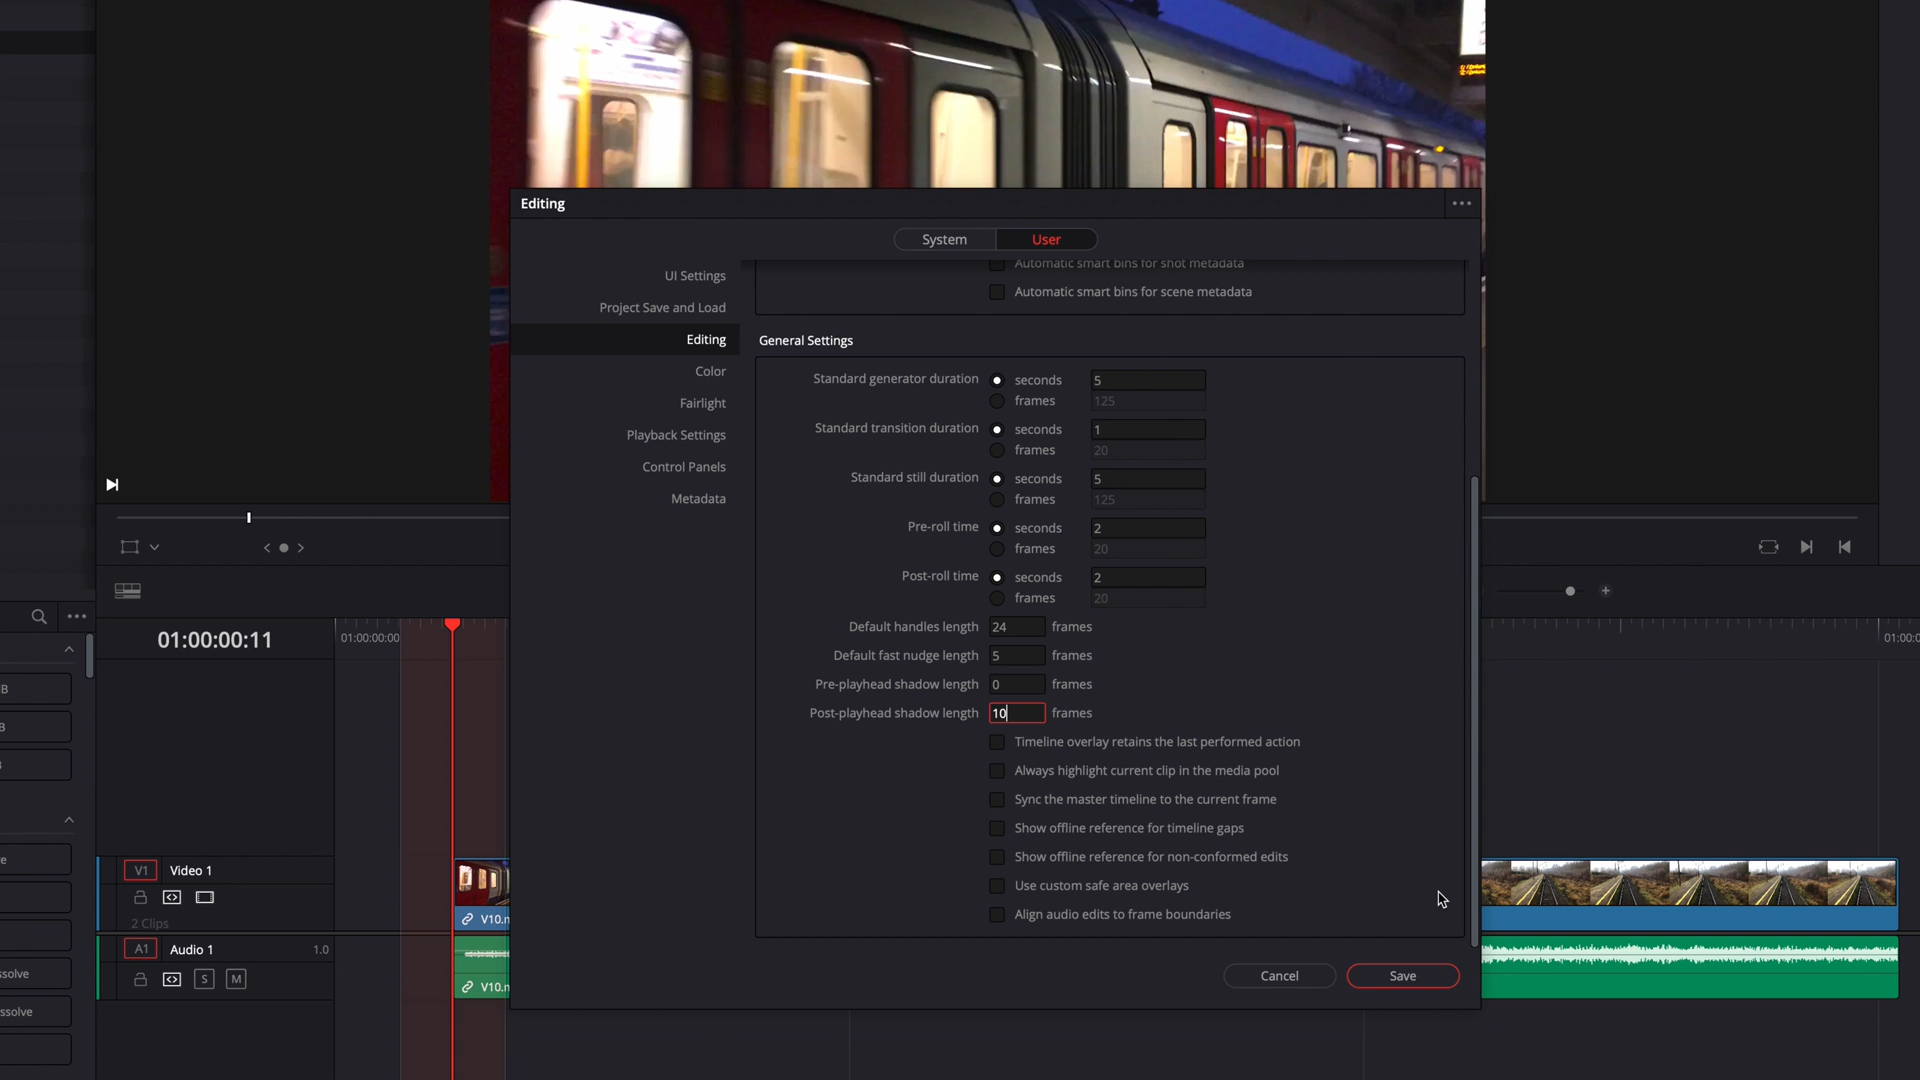 Editing
System User
Automatic smart bins for shot metadata
UI Settings
Automatic smart bins for scene metadata
Project Save and Load
Editing
General Settings
Color
Standard generator duration seconds 5
frames 125
Fairlight
Standard transition duration seconds 1
Playback Settings
frames 20
Control Panels
Standard still duration seconds 5
Metadata
frames 125
Pre-roll time seconds 2
frames 20
Post-roll time seconds 2
frames 20
Default handles length 24 frames
Default fast nudge length 5 frames
Pre-playhead shadow length 0 frames
Post-playhead shadow length 10 frames
Timeline overlay retains the last performed action
Always highlight current clip in the media pool
Sync the master timeline to the current frame
Show offline reference for timeline gaps
Show offline reference for non-conformed edits
Use custom safe area overlays
Align audio edits to frame boundaries
Cancel Save
01:00:00:11
01:00:00:00
01:00:0
B
B
V1 Video 1
2 Clips
V10.m
A1 Audio 1 1.0
S M
V10.m
e
ssolve
ssolve